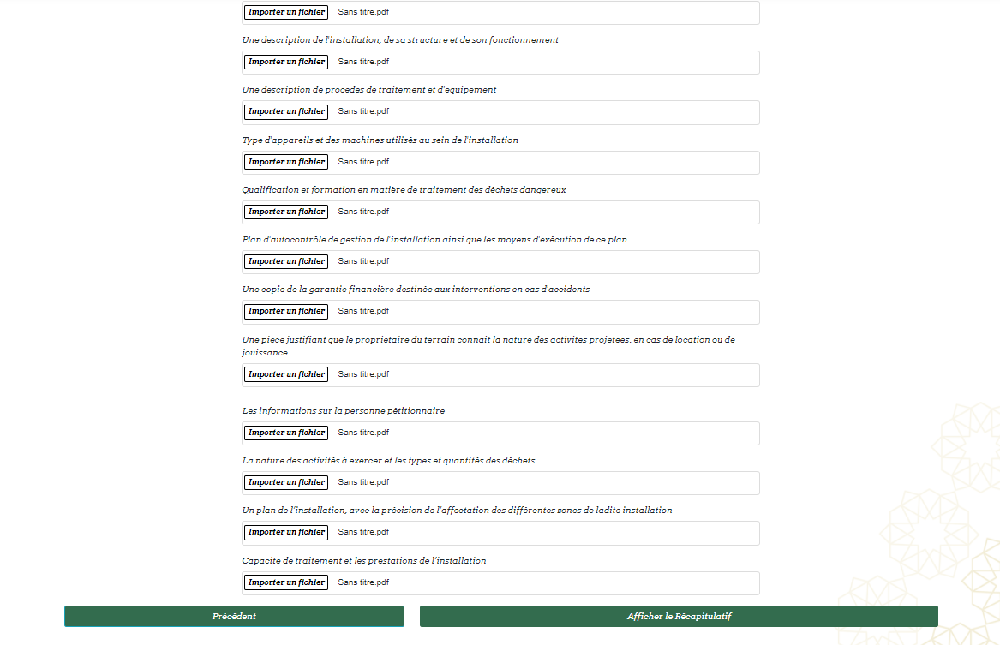 Importer un fichier Sans titre.pdf
Une description de l'installation, de sa structure et de son fonctionnement
Importer un fichier Sans titre.pdf
Une description de procédés de traitement et d'équipement
Importer un fichier Sans titre.pdf
Type d'appareils et des machines utilisés au sein de l'installation
Importer un fichier Sans titre.pdf
Qualification et formation en matière de traitement des déchets dangereux
Importer un fichier Sans titre.pdf
Plan d'autocontrôle de gestion de l'installation ainsi que les moyens d'exécution de ce plan
Importer un fichier Sans titre.pdf
Une copie de la garantie financière destinée aux interventions en cas d'accidents
Importer un fichier Sans titre.pdf
Une pièce justifiant que le propriétaire du terrain connait la nature des activités projetées, en cas de location ou de
jouissance
Importer un fichier Sans titre.pdf
Les informations sur la personne pétitionnaire
Importer un fichier Sans titre.pdf
La nature des activités à exercer et les types et quantités des déchets
Importer un fichier Sans titre.pdf
Un plan de l'installation, avec la précision de l'affectation des différentes zones de ladite installation
Importer un fichier Sans titre.pdf
Capacité de traitement et les prestations de l'installation
Importer un fichier Sans titre.pdf
Précédent Afficher le Récapitulatif